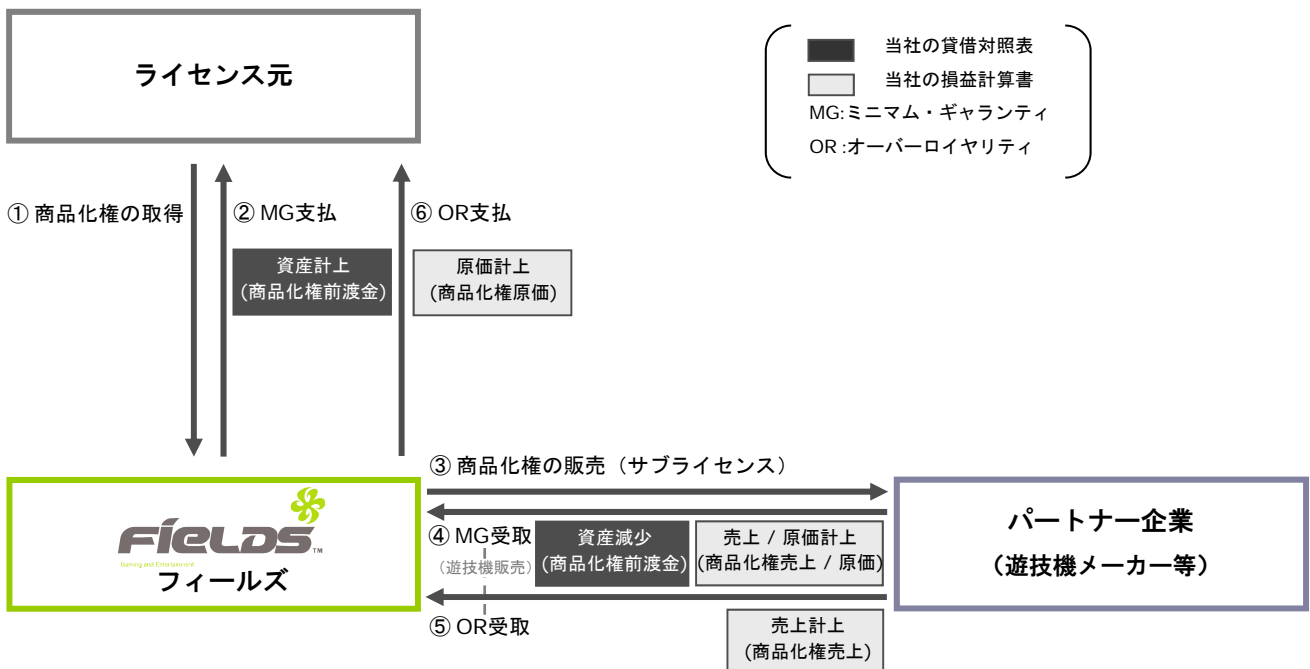 ライセンス元
当社の貸借対照表
当社の損益計算書
MG:ミニマム・ギャランティ
OR :オーバーロイヤリティ
① 商品化権の取得
② MG支払
⑥ OR支払
資産計上
(商品化権前渡金)
原価計上
(商品化権原価)
③ 商品化権の販売（サブライセンス）
FIELDS™
Gaming and Entertainment
フィールズ
④ MG受取
（遊技機販売）
資産減少
(商品化権前渡金)
売上 / 原価計上
(商品化権売上 / 原価)
⑤ OR受取
売上計上
(商品化権売上)
パートナー企業
（遊技機メーカー等）